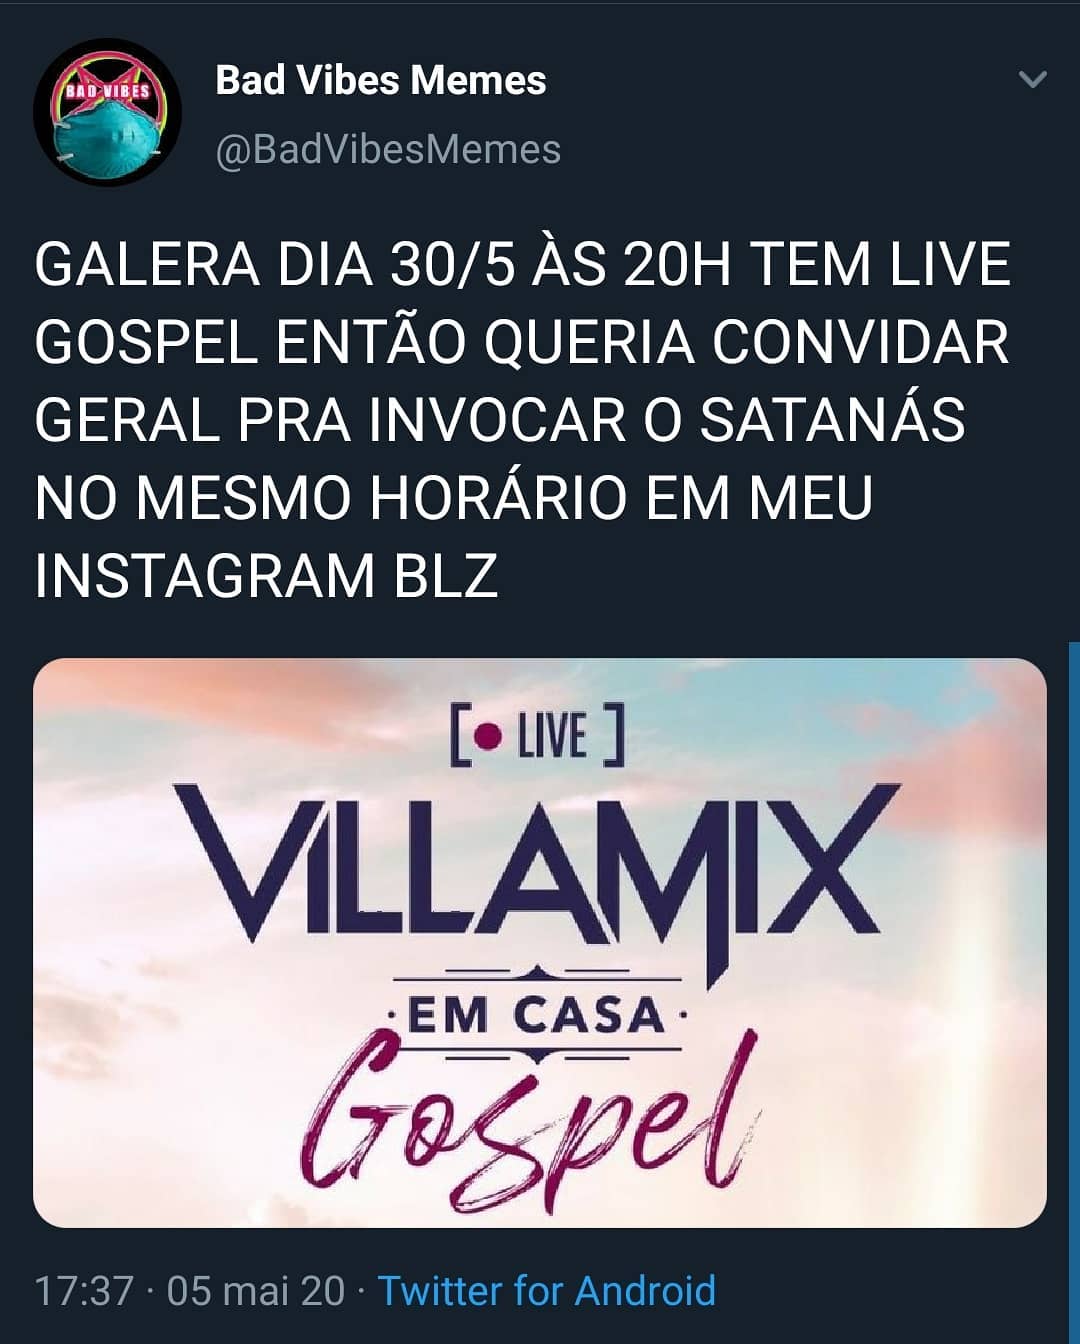 BAD VIBES
Bad Vibes Memes
@BadVibesMemes
GALERA DIA 30/5 ÀS 20H TEM LIVE
GOSPEL ENTÃO QUERIA CONVIDAR
GERAL PRA INVOCAR O SATANÁS
NO MESMO HORÁRIO EM MEU
INSTAGRAM BLZ
[• LIVE ]
VILLAMIX
·EM CASA·
Gospel
17:37 · 05 mai 20 · Twitter for Android